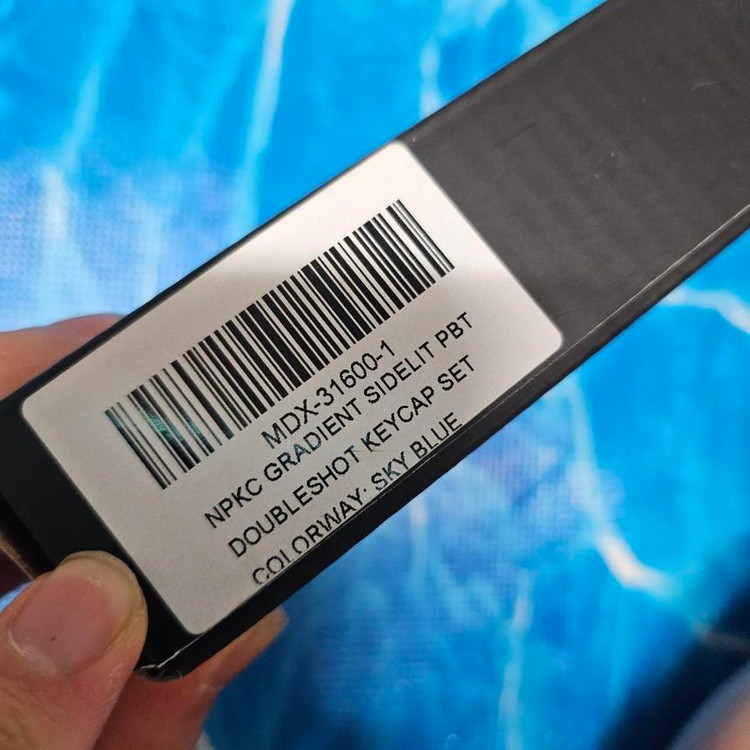 MDX-31600-1
NPKC GRADIENT SIDELIT PBT
DOUBLESHOT KEYCAP SET
COLORWAY: SKY BLUE